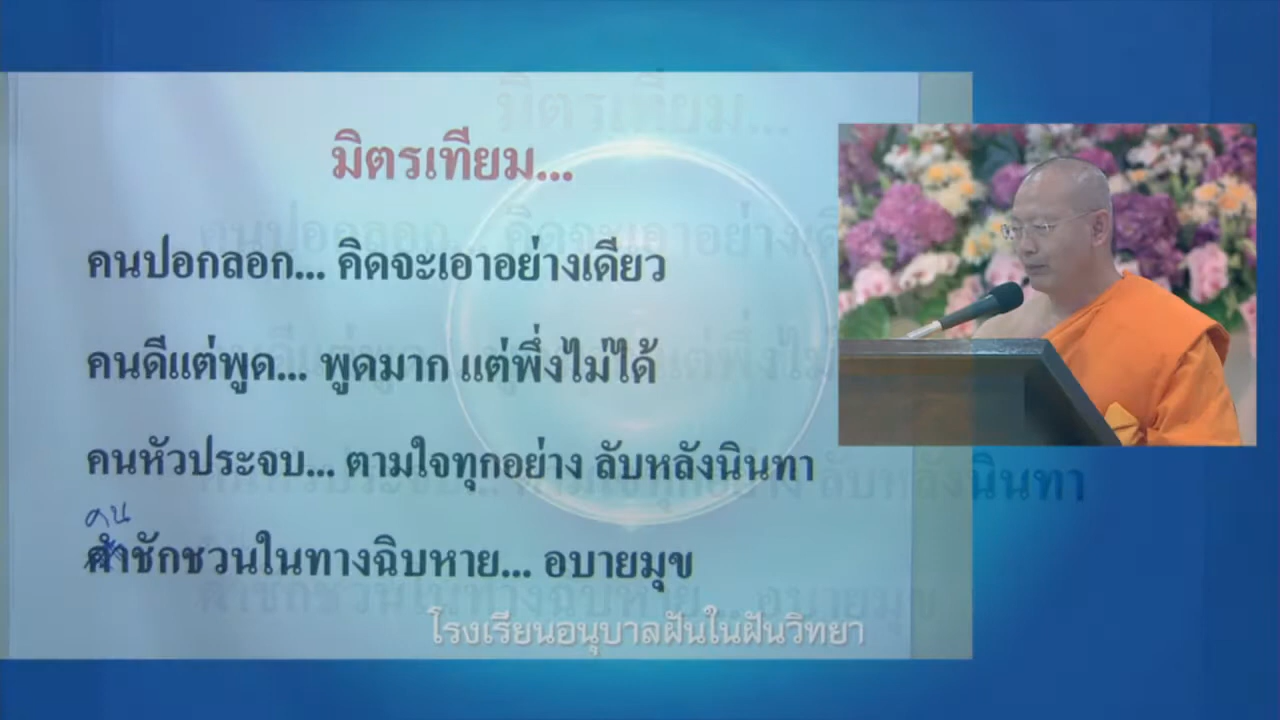 มิตรเทียม...
คนปอกลอก... คิดจะเอาอย่างเดียว
คนดีแต่พูด... พูดมาก แต่พึ่งไม่ได้
คนหัวประจบ... ตามใจทุกอย่าง ลับหลังนินทา
คน
ตำชักชวนในทางฉิบหาย... อบายมุข
โรงเรียนอนุบาลฝันในฝันวิทยา